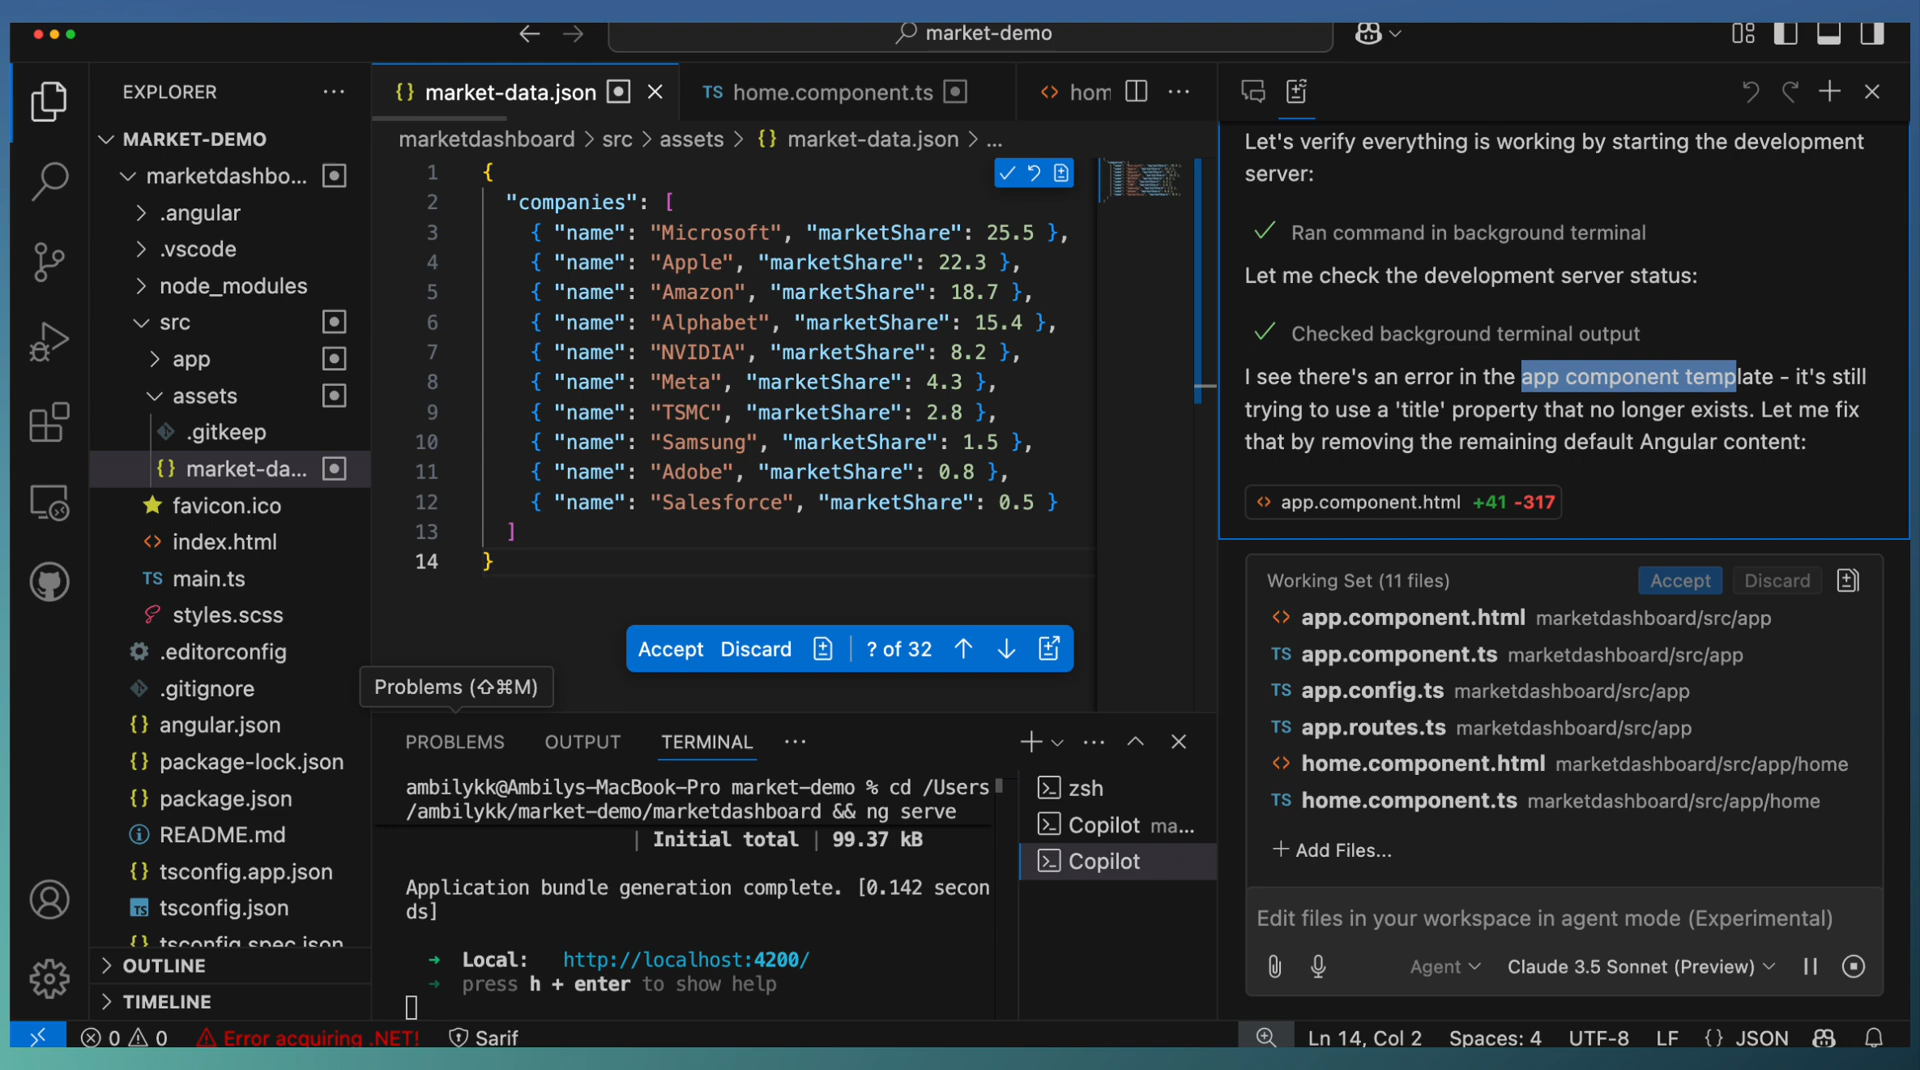 market-demo
EXPLORER
MARKET-DEMO
marketdashbo...
.angular
.vscode
node_modules
src
app
assets
.gitkeep
{} market-da...
favicon.ico
<> index.html
TS main.ts
styles.scss
.editorconfig
.gitignore
{} angular.json
{} package-lock.json
{} package.json
README.md
{} tsconfig.app.json
TS tsconfig.json
{} tsconfig.spec.json
OUTLINE
TIMELINE
{} market-data.json
TS home.component.ts
<> hom
marketdashboard > src > assets > {} market-data.json > ...
1 {
2 "companies": [
3 { "name": "Microsoft", "marketShare": 25.5 },
4 { "name": "Apple", "marketShare": 22.3 },
5 { "name": "Amazon", "marketShare": 18.7 },
6 { "name": "Alphabet", "marketShare": 15.4 },
7 { "name": "NVIDIA", "marketShare": 8.2 },
8 { "name": "Meta", "marketShare": 4.3 },
9 { "name": "TSMC", "marketShare": 2.8 },
10 { "name": "Samsung", "marketShare": 1.5 },
11 { "name": "Adobe", "marketShare": 0.8 },
12 { "name": "Salesforce", "marketShare": 0.5 }
13 ]
14 }
Accept Discard ? of 32
Problems (⇧⌘M)
PROBLEMS OUTPUT TERMINAL ...
ambilykk@Ambilys-MacBook-Pro market-demo % cd /Users
/ambilykk/market-demo/marketdashboard && ng serve
| Initial total | 99.37 kB
Application bundle generation complete. [0.142 secon
ds]
➜ Local: http://localhost:4200/
➜ press h + enter to show help
zsh
Copilot ma...
Copilot
Let's verify everything is working by starting the development
server:
✓ Ran command in background terminal
Let me check the development server status:
✓ Checked background terminal output
I see there's an error in the app component template - it's still
trying to use a 'title' property that no longer exists. Let me fix
that by removing the remaining default Angular content:
<> app.component.html +41 -317
Working Set (11 files) Accept Discard
<> app.component.html marketdashboard/src/app
TS app.component.ts marketdashboard/src/app
TS app.config.ts marketdashboard/src/app
TS app.routes.ts marketdashboard/src/app
<> home.component.html marketdashboard/src/app/home
TS home.component.ts marketdashboard/src/app/home
+ Add Files...
Edit files in your workspace in agent mode (Experimental)
Agent Claude 3.5 Sonnet (Preview)
0 0 Error acquiring .NET! Sarif
Ln 14, Col 2 Spaces: 4 UTF-8 LF {} JSON